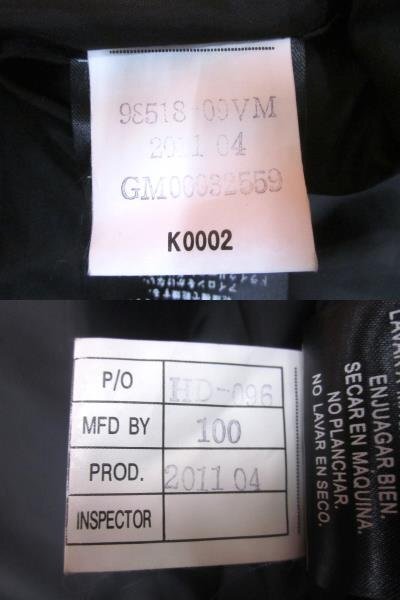 98518-09VM
2011 04
GM00032559
K0002
P/O HD-096
MFD BY 100
PROD. 2011 04
INSPECTOR
ENJUAGAR BIEN.
SECAR EN MAQUINA.
NO PLANCHAR.
NO LAVAR EN SECO.